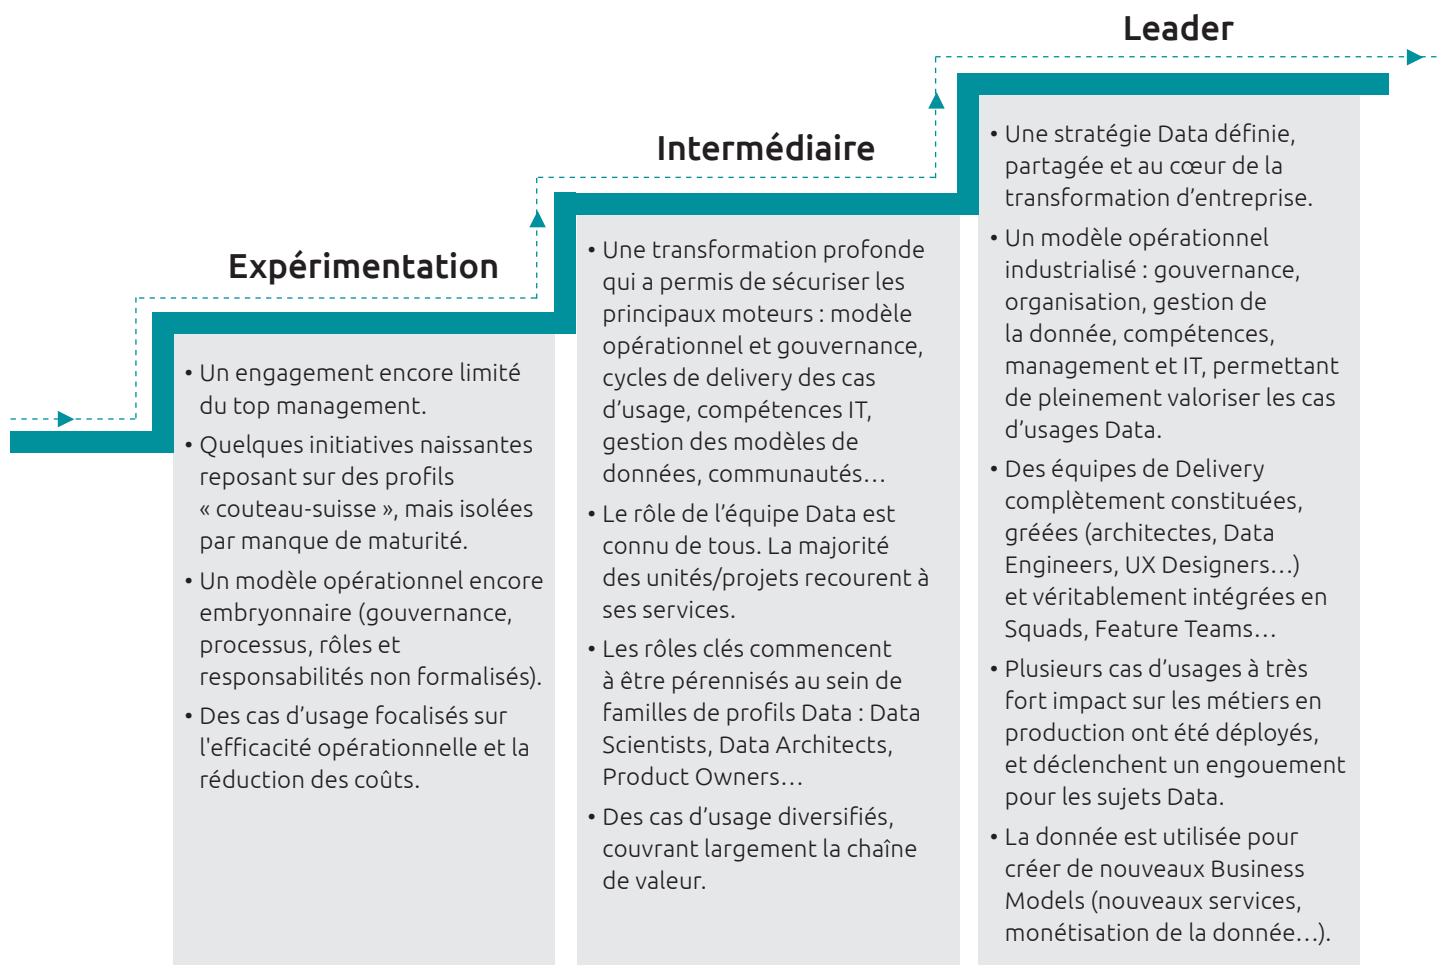 Expérimentation
• Un engagement encore limité
du top management.
• Quelques initiatives naissantes
reposant sur des profils
« couteau-suisse », mais isolées
par manque de maturité.
• Un modèle opérationnel encore
embryonnaire (gouvernance,
processus, rôles et
responsabilités non formalisés).
• Des cas d’usage focalisés sur
l'efficacité opérationnelle et la
réduction des coûts.
Intermédiaire
• Une transformation profonde
qui a permis de sécuriser les
principaux moteurs : modèle
opérationnel et gouvernance,
cycles de delivery des cas
d’usage, compétences IT,
gestion des modèles de
données, communautés…
• Le rôle de l’équipe Data est
connu de tous. La majorité
des unités/projets recourent à
ses services.
• Les rôles clés commencent
à être pérennisés au sein de
familles de profils Data : Data
Scientists, Data Architects,
Product Owners…
• Des cas d’usage diversifiés,
couvrant largement la chaîne
de valeur.
Leader
• Une stratégie Data définie,
partagée et au cœur de la
transformation d’entreprise.
• Un modèle opérationnel
industrialisé : gouvernance,
organisation, gestion de
la donnée, compétences,
management et IT, permettant
de pleinement valoriser les cas
d’usages Data.
• Des équipes de Delivery
complètement constituées,
gréées (architectes, Data
Engineers, UX Designers…)
et véritablement intégrées en
Squads, Feature Teams…
• Plusieurs cas d’usages à très
fort impact sur les métiers en
production ont été déployés,
et déclenchent un engouement
pour les sujets Data.
• La donnée est utilisée pour
créer de nouveaux Business
Models (nouveaux services,
monétisation de la donnée…).